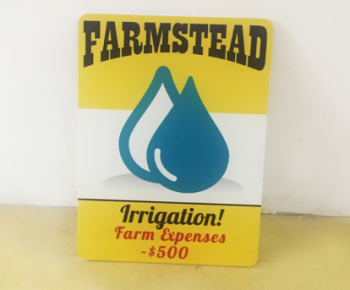 FARMSTEAD
Irrigation!
Farm Expenses
-$500